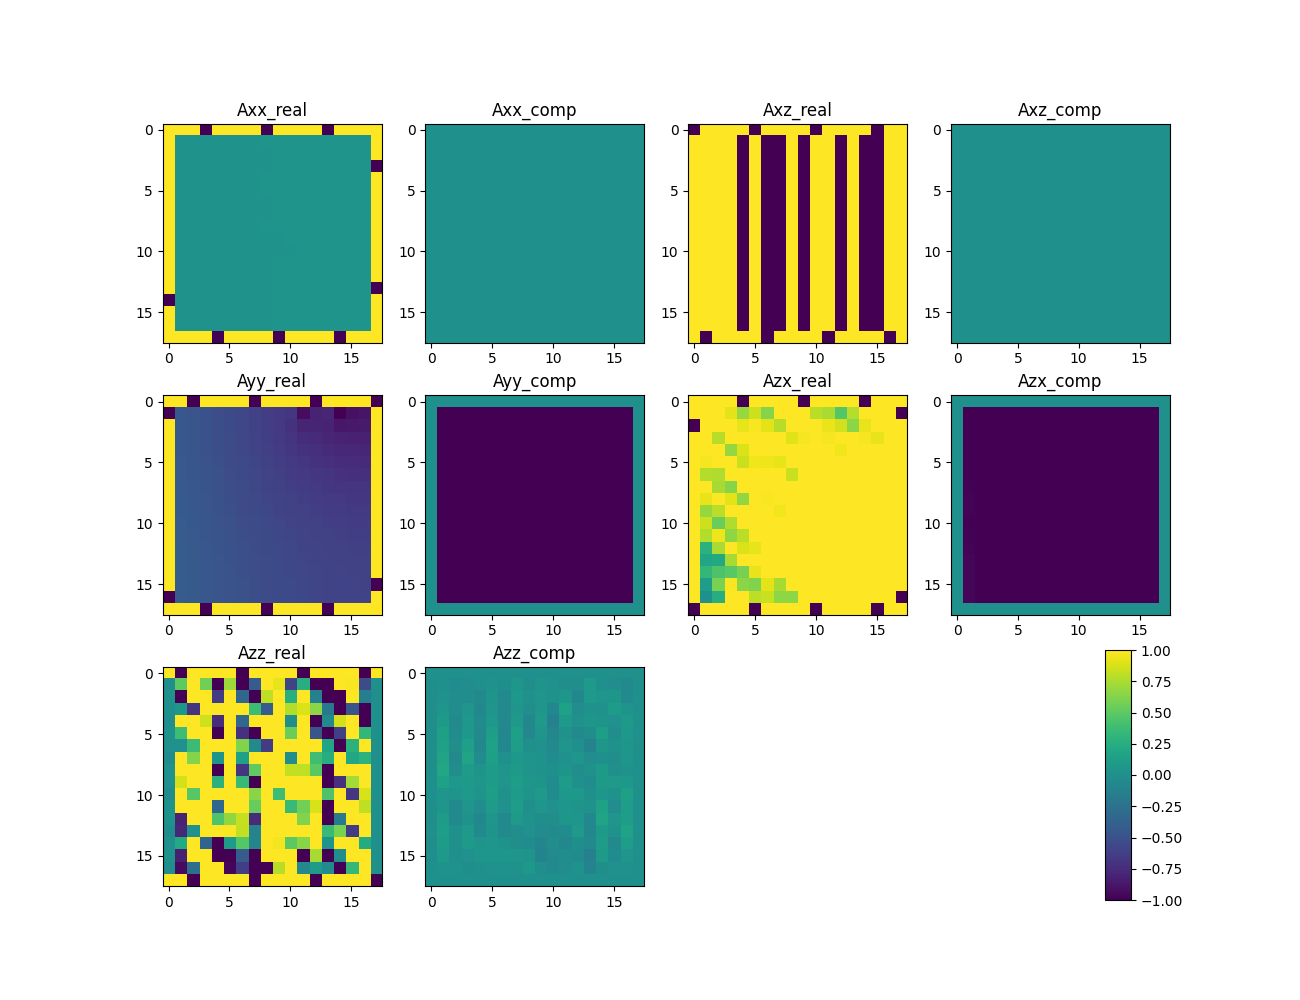 Axx_real Axx_comp Axz_real Axz_comp
0 0 0 0
5 5 5 5
10 10 10 10
15 15 15 15
0 5 10 15 0 5 10 15 0 5 10 15 0 5 10 15
Ayy_real Ayy_comp Azx_real Azx_comp
0 0 0 0
5 5 5 5
10 10 10 10
15 15 15 15
0 5 10 15 0 5 10 15 0 5 10 15 0 5 10 15
Azz_real Azz_comp
0 0
5 5
10 10
15 15
0 5 10 15 0 5 10 15
1.00
0.75
0.50
0.25
0.00
−0.25
−0.50
−0.75
−1.00